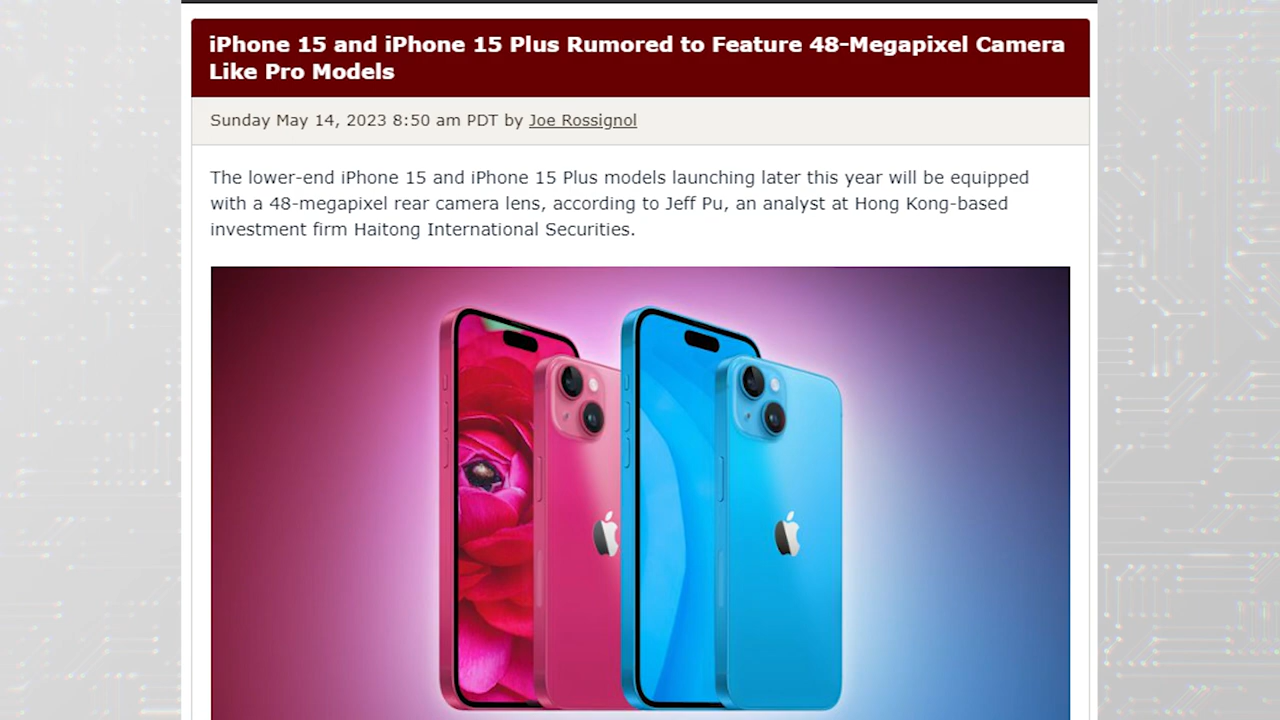 iPhone 15 and iPhone 15 Plus Rumored to Feature 48-Megapixel Camera
Like Pro Models
Sunday May 14, 2023 8:50 am PDT by Joe Rossignol
The lower-end iPhone 15 and iPhone 15 Plus models launching later this year will be equipped
with a 48-megapixel rear camera lens, according to Jeff Pu, an analyst at Hong Kong-based
investment firm Haitong International Securities.